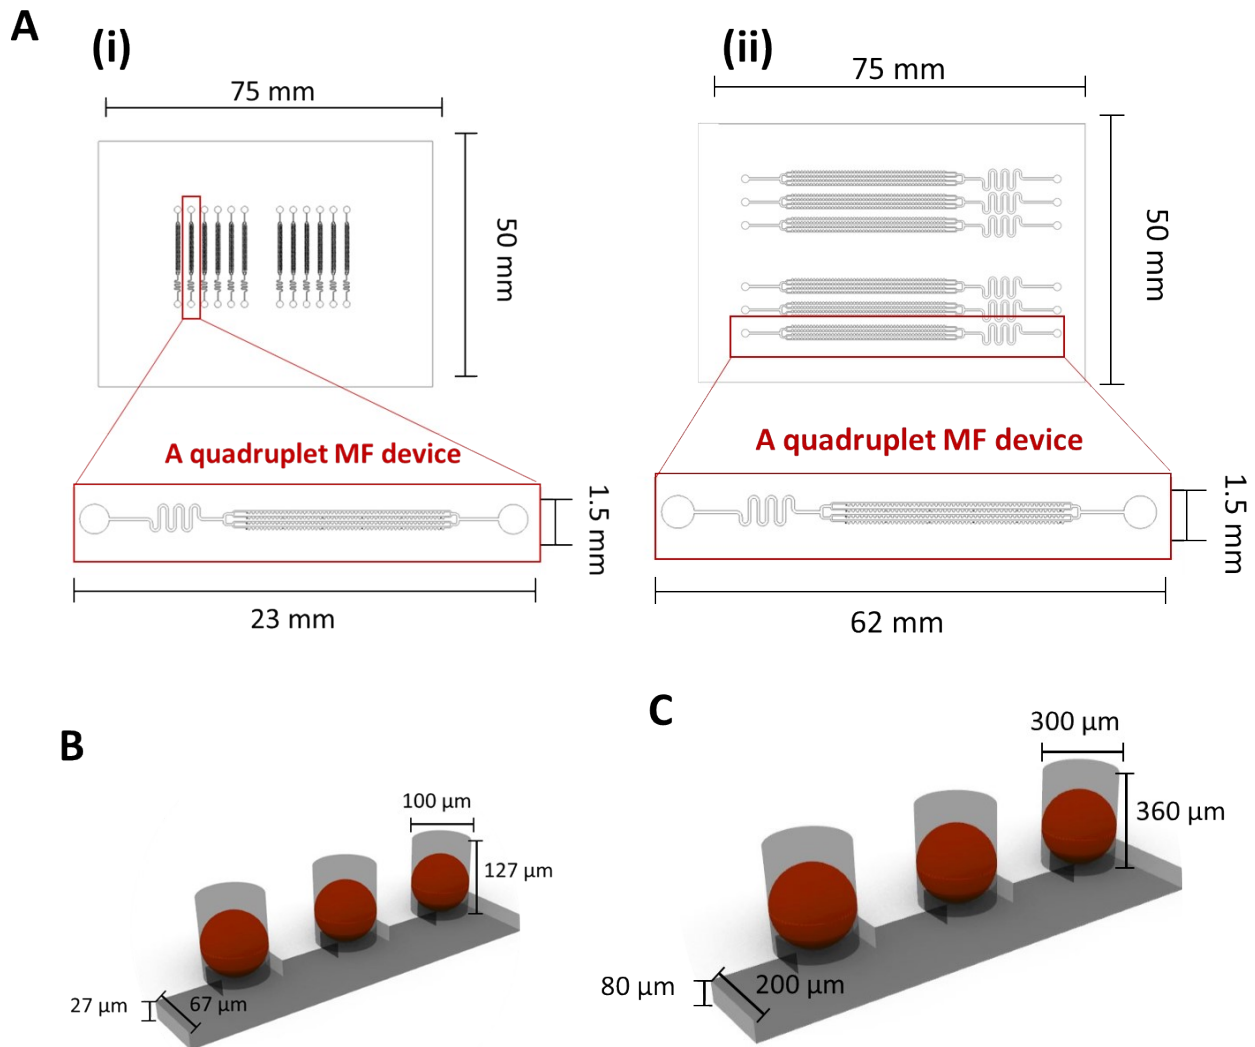 A
(i)
(ii)
75 mm
75 mm
50 mm
50 mm
A quadruplet MF device
A quadruplet MF device
1.5 mm
1.5 mm
23 mm
62 mm
B
C
100 µm
127 µm
27 µm
67 µm
300 µm
360 µm
80 µm
200 µm